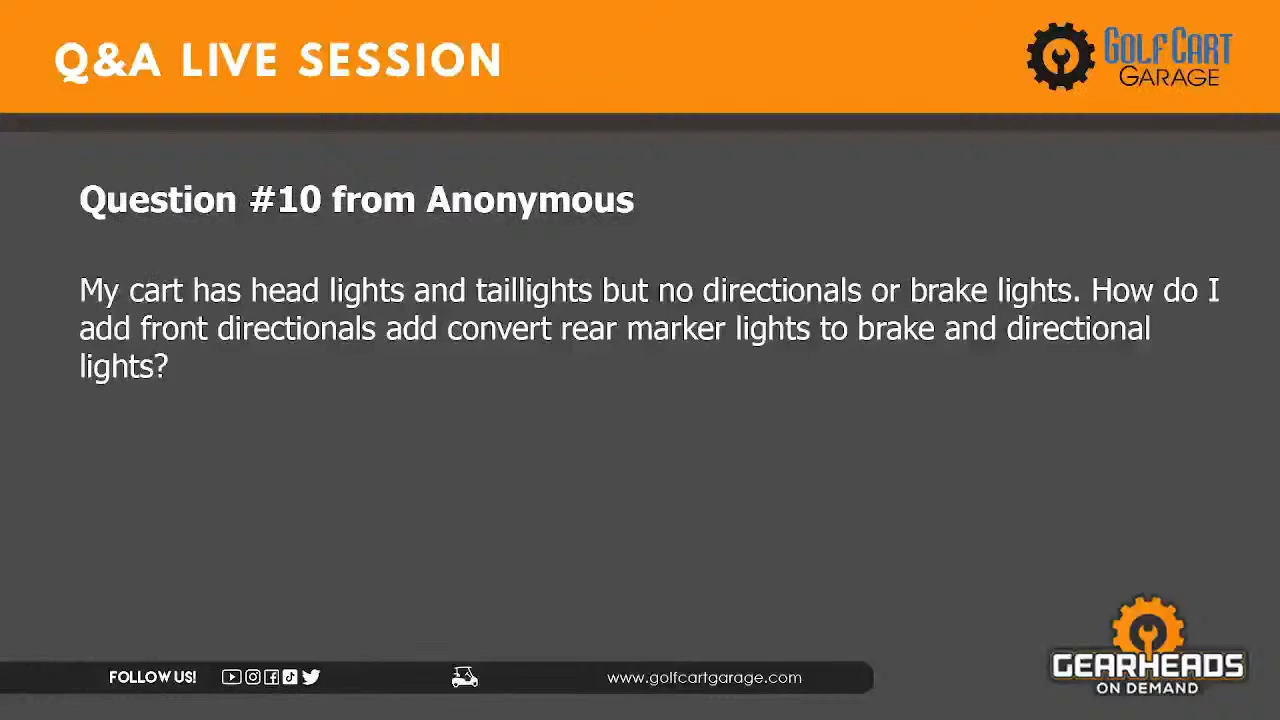 Q&A LIVE SESSION
GOLF CART
GARAGE
Question #10 from Anonymous
My cart has head lights and taillights but no directionals or brake lights. How do I
add front directionals add convert rear marker lights to brake and directional
lights?
FOLLOW US!
www.golfcartgarage.com
GEARHEADS
ON DEMAND